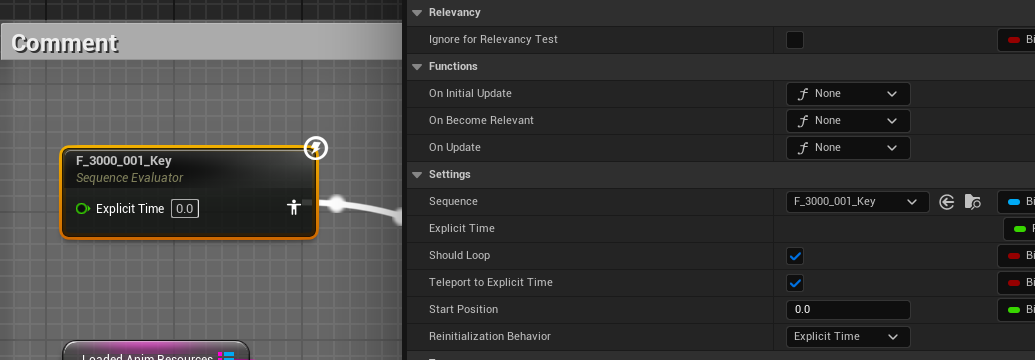 Comment
F_3000_001_Key
Sequence Evaluator
Explicit Time 0.0
Loaded Anim Resources
Relevancy
Ignore for Relevancy Test
Bi
Functions
On Initial Update
None
On Become Relevant
None
On Update
None
Settings
Sequence
F_3000_001_Key
Bi
Explicit Time
Should Loop
Bi
Teleport to Explicit Time
Bi
Start Position
0.0
Bi
Reinitialization Behavior
Explicit Time